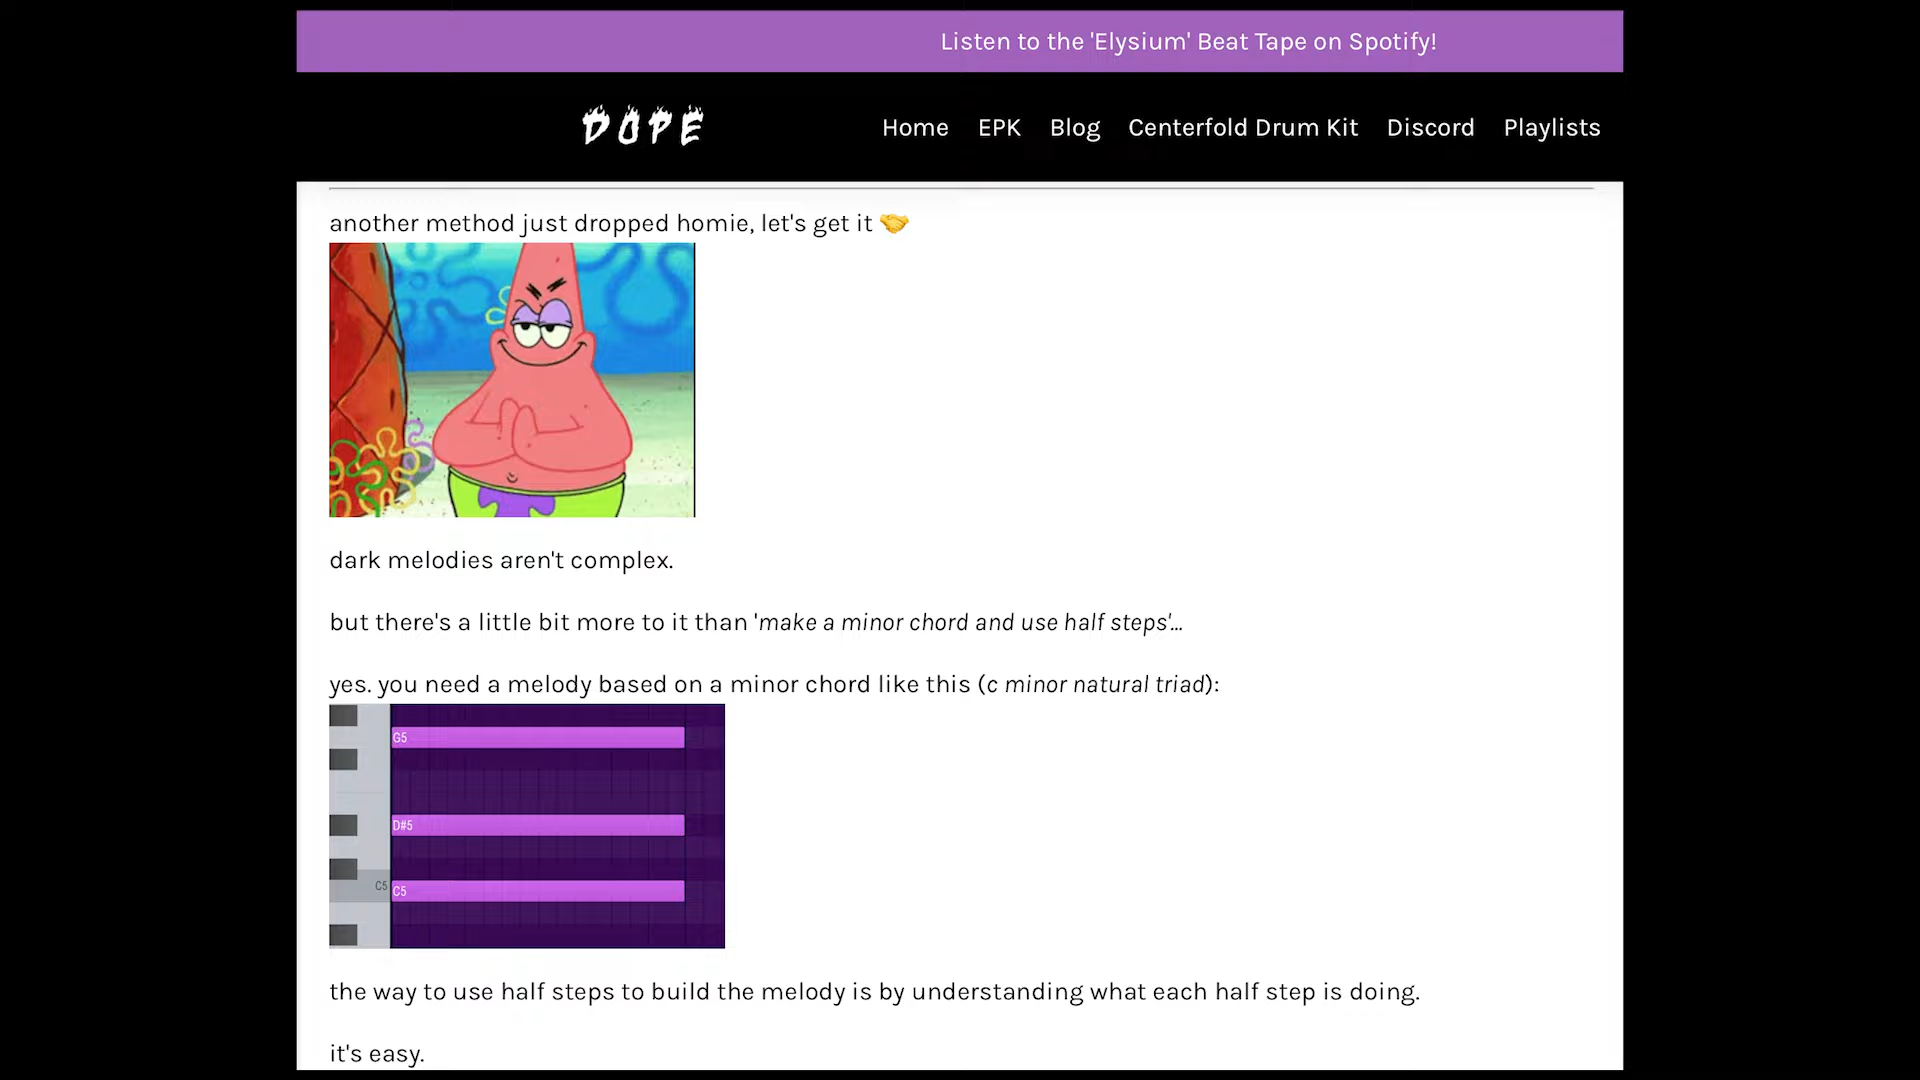 Listen to the 'Elysium' Beat Tape on Spotify!
DOPE
Home EPK Blog Centerfold Drum Kit Discord Playlists
another method just dropped homie, let's get it 🤝
dark melodies aren't complex.
but there's a little bit more to it than 'make a minor chord and use half steps'...
yes. you need a melody based on a minor chord like this (c minor natural triad):
G5
D#5
C5 C5
the way to use half steps to build the melody is by understanding what each half step is doing.
it's easy.